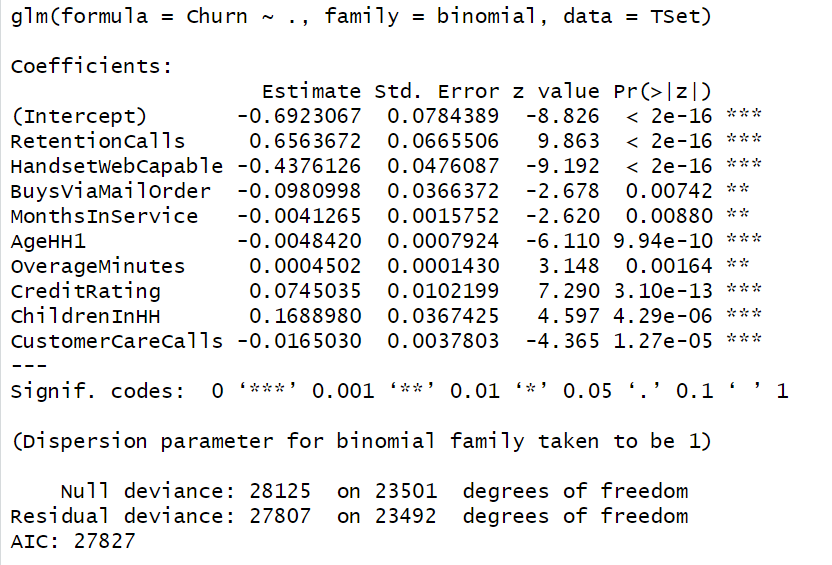 glm(formula = Churn ~ ., family = binomial, data = TSet)
Coefficients:
Estimate Std. Error z value Pr(>|z|)
(Intercept) -0.6923067 0.0784389 -8.826 < 2e-16 ***
RetentionCalls 0.6563672 0.0665506 9.863 < 2e-16 ***
HandsetWebCapable -0.4376126 0.0476087 -9.192 < 2e-16 ***
BuysViaMailOrder -0.0980998 0.0366372 -2.678 0.00742 **
MonthsInService -0.0041265 0.0015752 -2.620 0.00880 **
AgeHH1 -0.0048420 0.0007924 -6.110 9.94e-10 ***
OverageMinutes 0.0004502 0.0001430 3.148 0.00164 **
CreditRating 0.0745035 0.0102199 7.290 3.10e-13 ***
ChildrenInHH 0.1688980 0.0367425 4.597 4.29e-06 ***
CustomerCareCalls -0.0165030 0.0037803 -4.365 1.27e-05 ***
---
Signif. codes: 0 ‘***’ 0.001 ‘**’ 0.01 ‘*’ 0.05 ‘.’ 0.1 ‘ ’ 1
(Dispersion parameter for binomial family taken to be 1)
Null deviance: 28125 on 23501 degrees of freedom
Residual deviance: 27807 on 23492 degrees of freedom
AIC: 27827